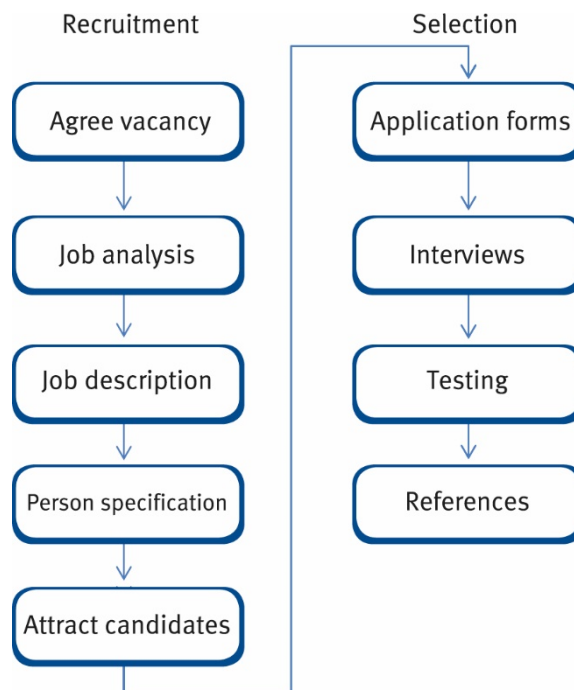 Recruitment
Agree vacancy
Job analysis
Job description
Person specification
Attract candidates
Selection
Application forms
Interviews
Testing
References